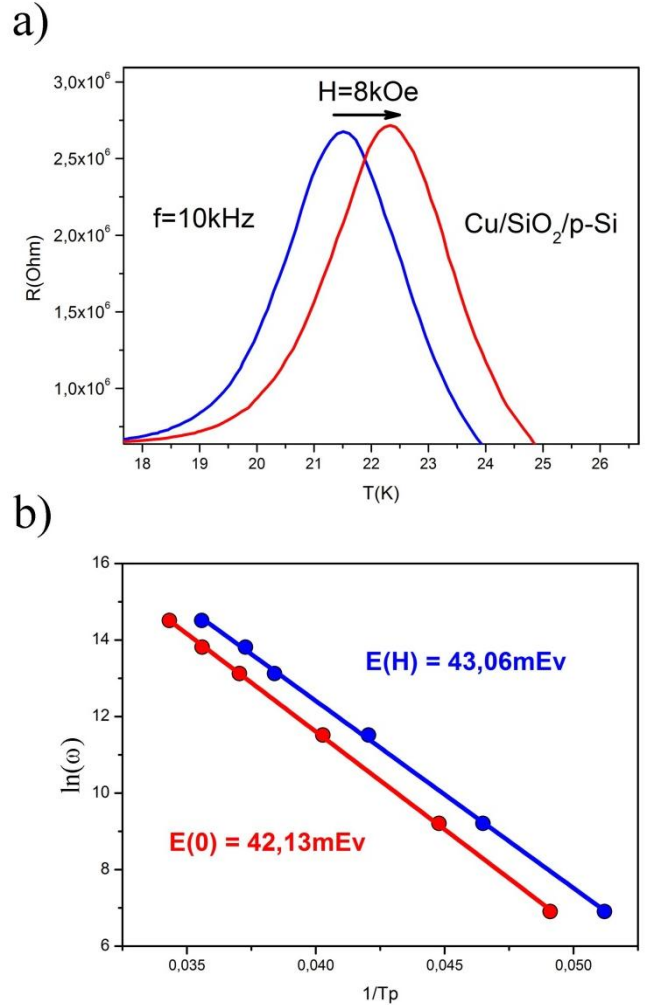 a)
3,0x10⁶
2,5x10⁶
2,0x10⁶
1,5x10⁶
1,0x10⁶
R(Ohm)
H=8kOe
f=10kHz
Cu/SiO₂/p-Si
18 19 20 21 22 23 24 25 26
T(K)
b)
16
14
12
10
8
6
ln(ω)
E(H) = 43,06mEv
E(0) = 42,13mEv
0,035 0,040 0,045 0,050
1/Tp